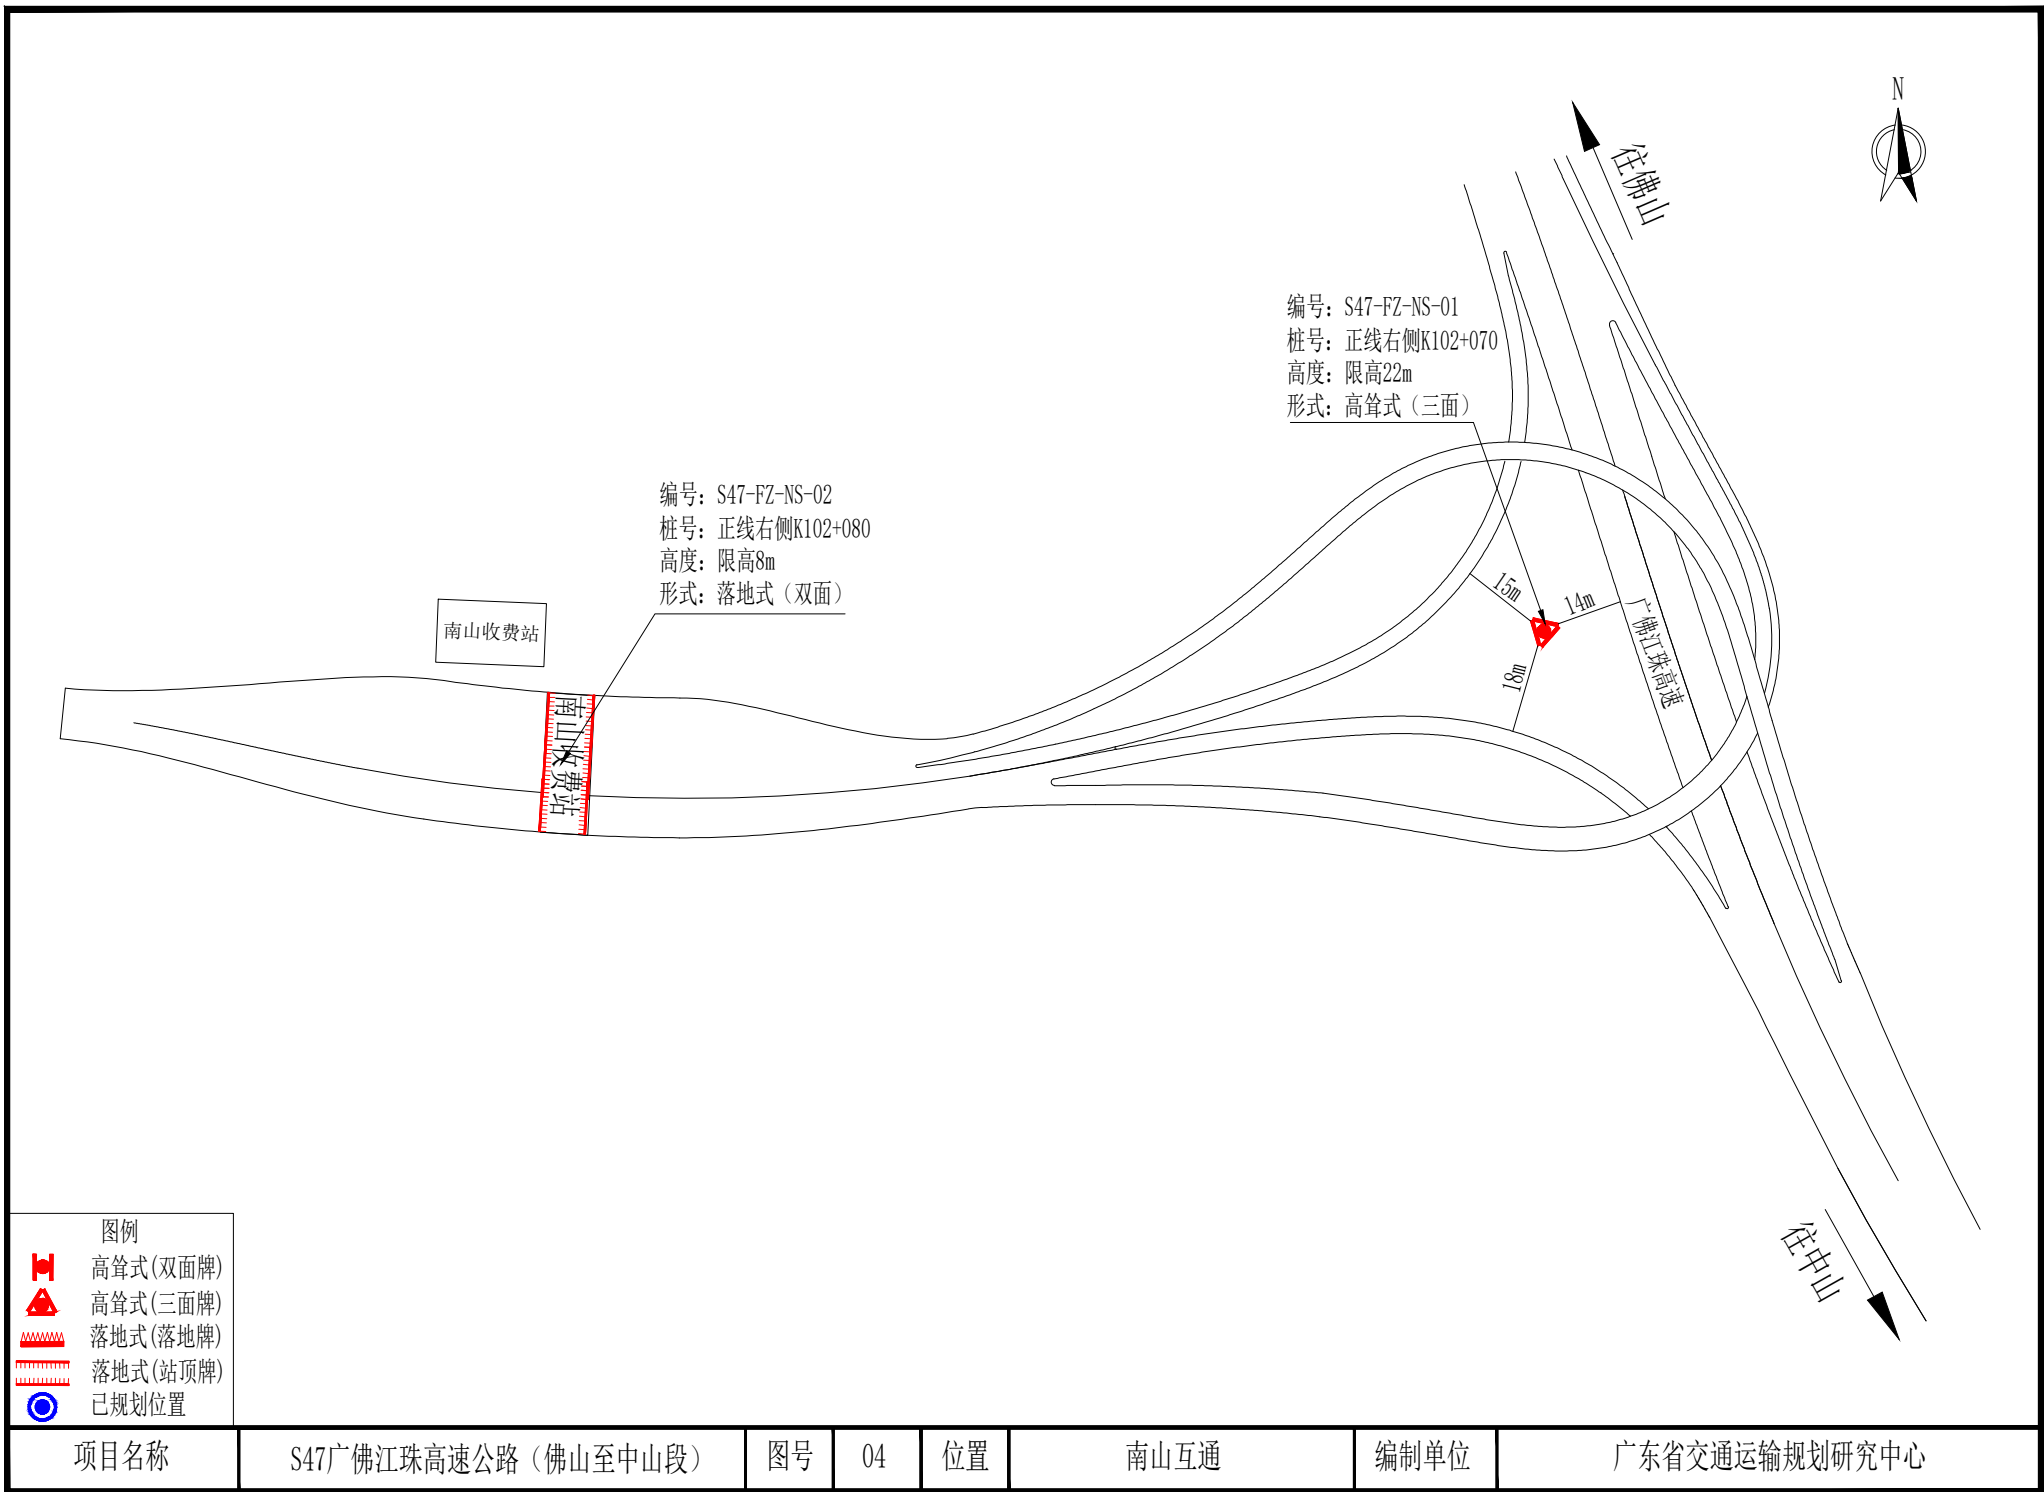 N
往佛山
编号：S47-FZ-NS-01
桩号：正线右侧K102+070
高度：限高22m
形式：高耸式（三面）
编号：S47-FZ-NS-02
桩号：正线右侧K102+080
高度：限高8m
形式：落地式（双面）
15m
14m
18m
广佛江珠高速
南山收费站
南山收费站
往中山
图例
高耸式(双面牌)
高耸式(三面牌)
落地式(落地牌)
落地式(站顶牌)
已规划位置
项目名称 S47广佛江珠高速公路（佛山至中山段） 图号 04 位置 南山互通 编制单位 广东省交通运输规划研究中心